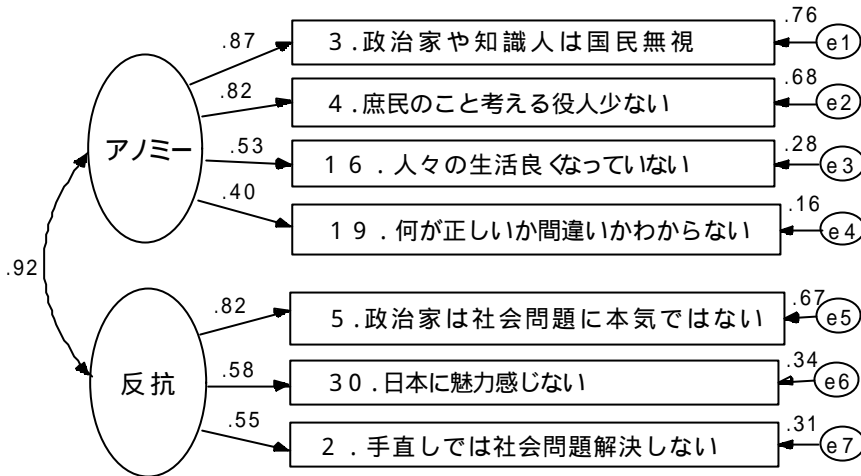 .76
.87
3.政治家や知識人は国民無視
e1
.68
.82
4.庶民のこと考える役人少ない
e2
アノミー
.28
.53
16.人々の生活良くなっていない
e3
.40
.16
19.何が正しいか間違いかわからない
e4
.92
.67
.82
5.政治家は社会問題に本気ではない
e5
反抗
.34
.58
30.日本に魅力感じない
e6
.55
.31
2.手直しでは社会問題解決しない
e7